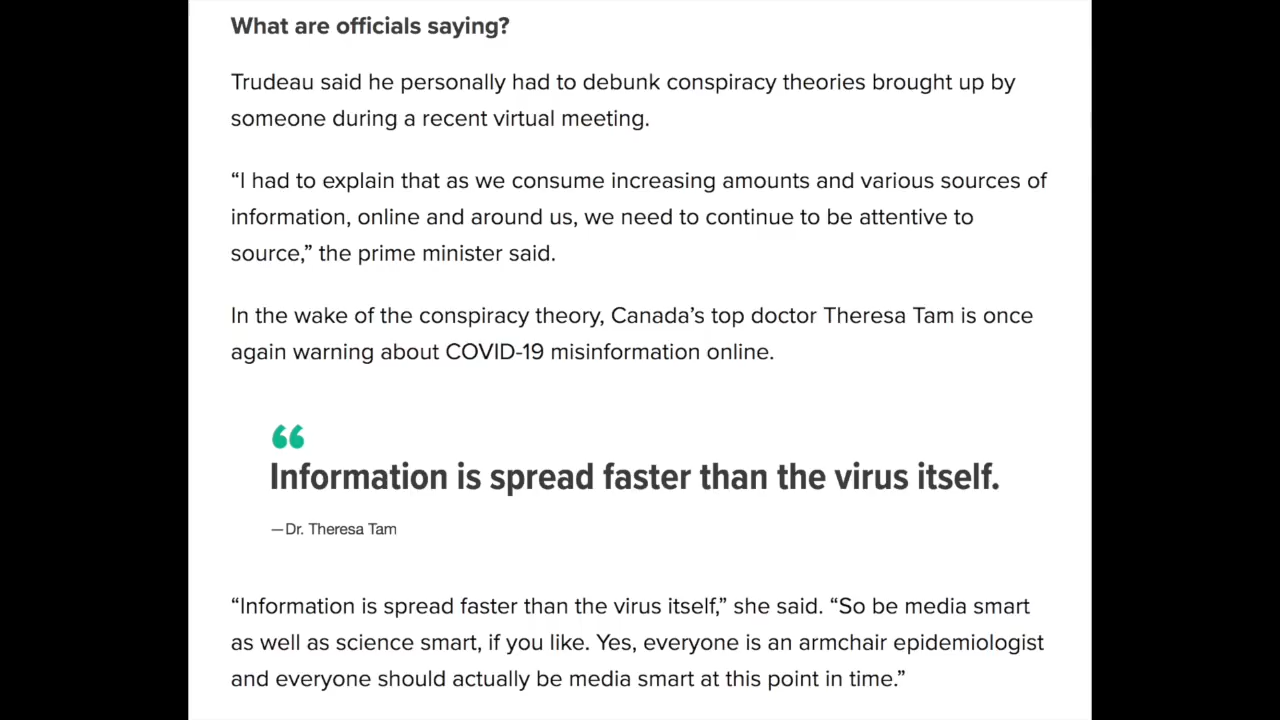 What are officials saying?
Trudeau said he personally had to debunk conspiracy theories brought up by
someone during a recent virtual meeting.
“I had to explain that as we consume increasing amounts and various sources of
information, online and around us, we need to continue to be attentive to
source,” the prime minister said.
In the wake of the conspiracy theory, Canada’s top doctor Theresa Tam is once
again warning about COVID-19 misinformation online.
“
Information is spread faster than the virus itself.
—Dr. Theresa Tam
“Information is spread faster than the virus itself,” she said. “So be media smart
as well as science smart, if you like. Yes, everyone is an armchair epidemiologist
and everyone should actually be media smart at this point in time.”